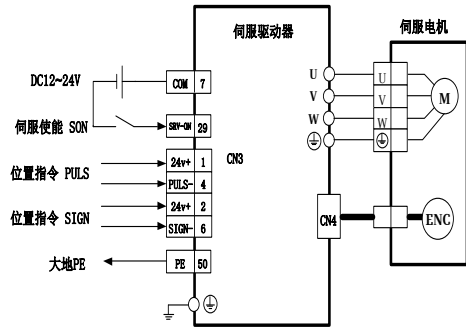 伺服驱动器
伺服电机
DC12~24V
COM 7
伺服使能 SON
SRV-ON 29
CN3
位置指令 PULS
24v+ 1
PULS- 4
位置指令 SIGN
24v+ 2
SIGN- 6
大地PE
PE 50
U
V
W
U
V
W
M
CN4
ENC